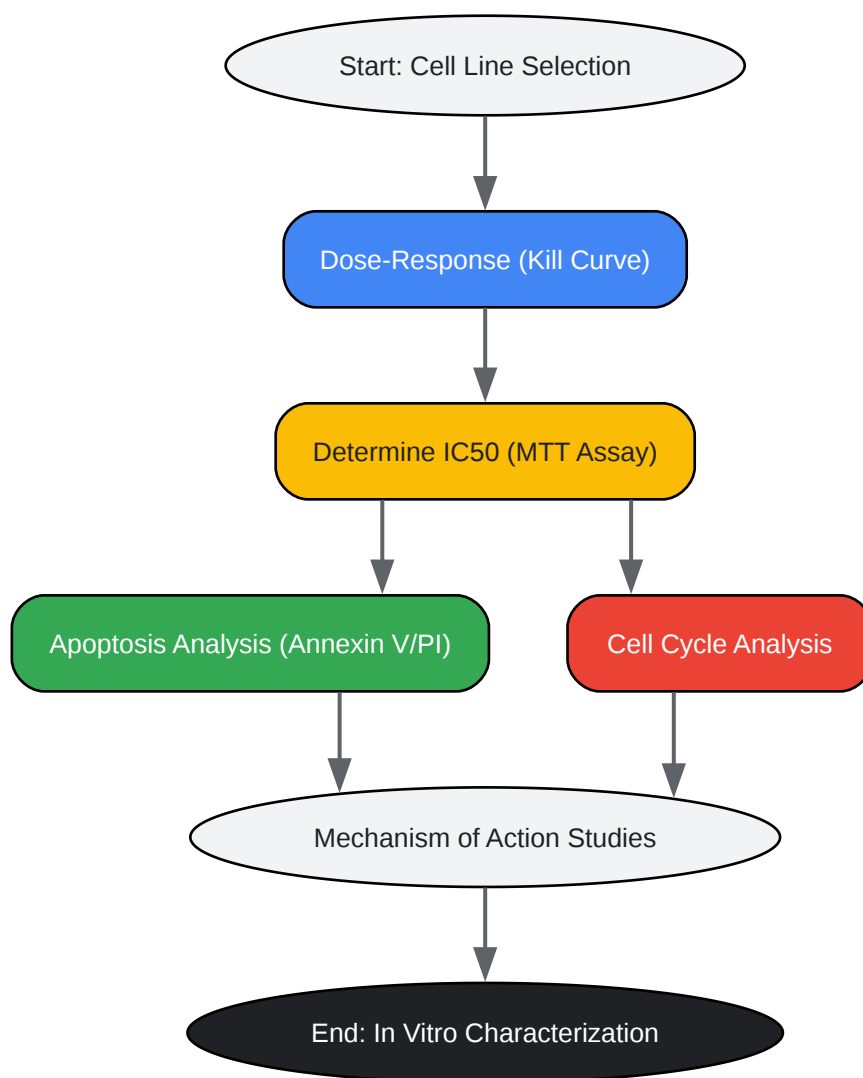 Start: Cell Line Selection
Dose-Response (Kill Curve)
Determine IC50 (MTT Assay)
Apoptosis Analysis (Annexin V/PI)
Cell Cycle Analysis
Mechanism of Action Studies
End: In Vitro Characterization